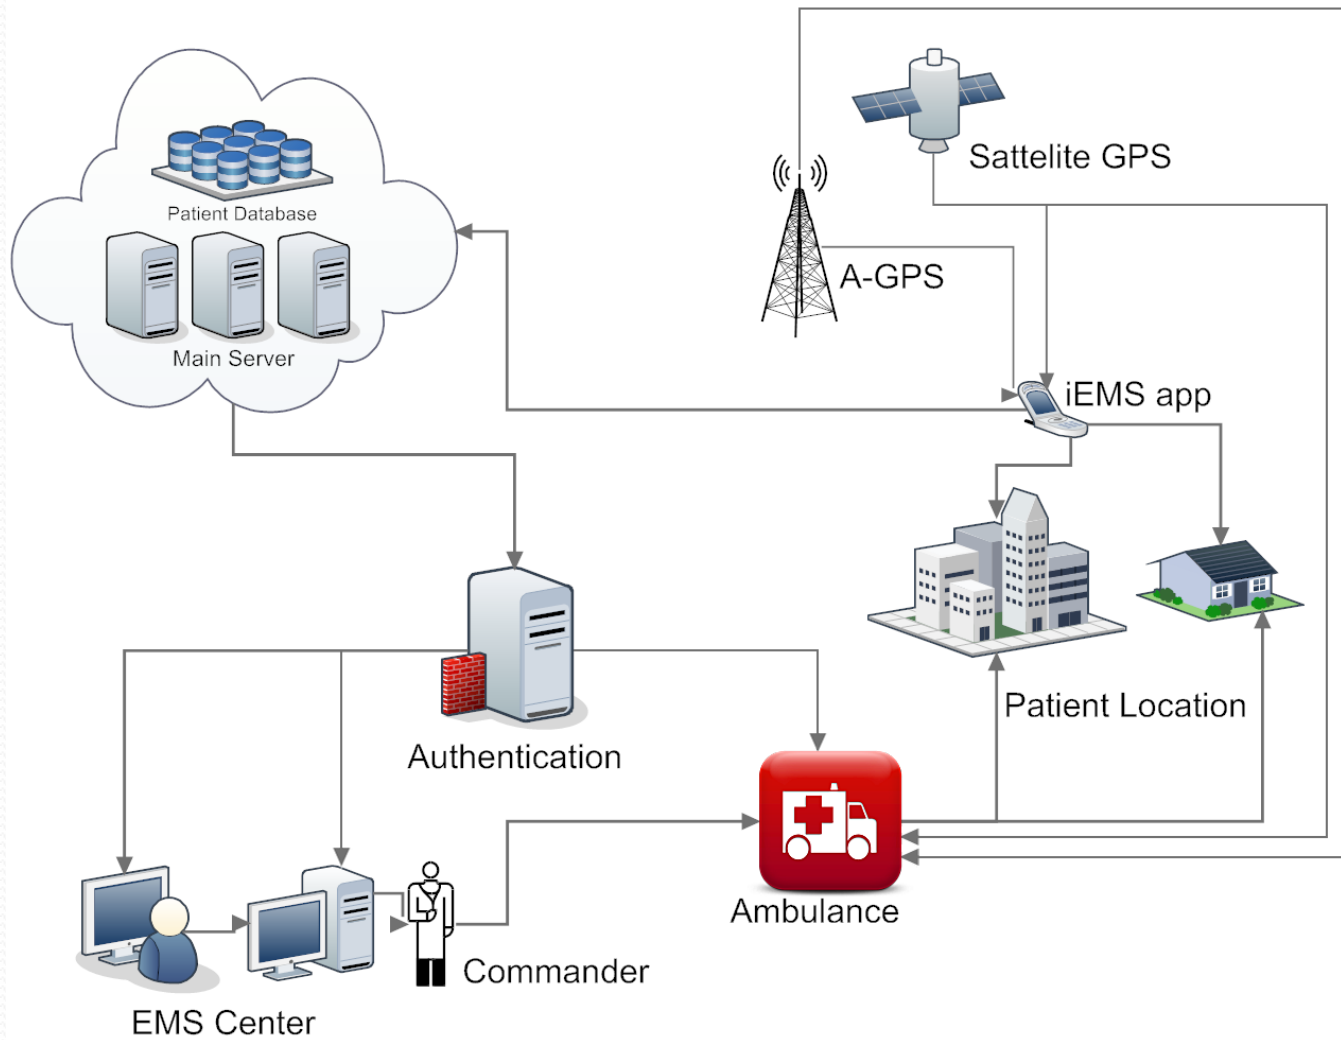 Sattelite GPS
Patient Database
A-GPS
Main Server
iEMS app
Patient Location
Authentication
Ambulance
Commander
EMS Center